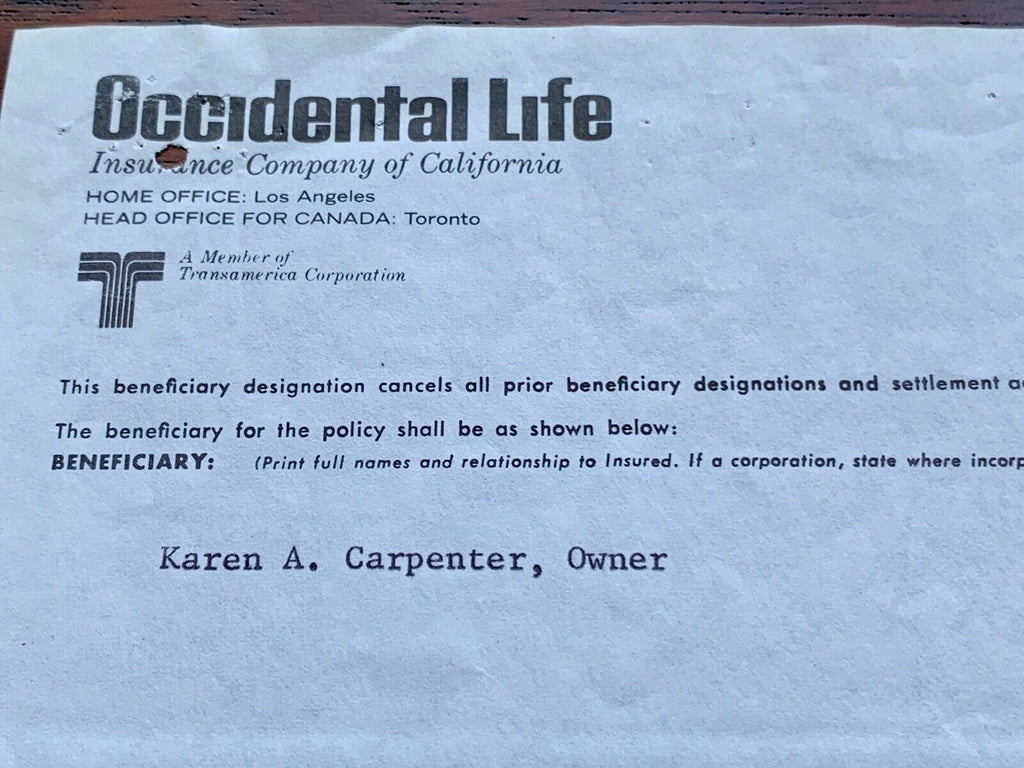 Occidental Life
Insurance Company of California
HOME OFFICE: Los Angeles
HEAD OFFICE FOR CANADA: Toronto
A Member of
Transamerica Corporation
This beneficiary designation cancels all prior beneficiary designations and settlement
The beneficiary for the policy shall be as shown below:
BENEFICIARY: (Print full names and relationship to Insured. If a corporation, state where
Karen A. Carpenter, Owner